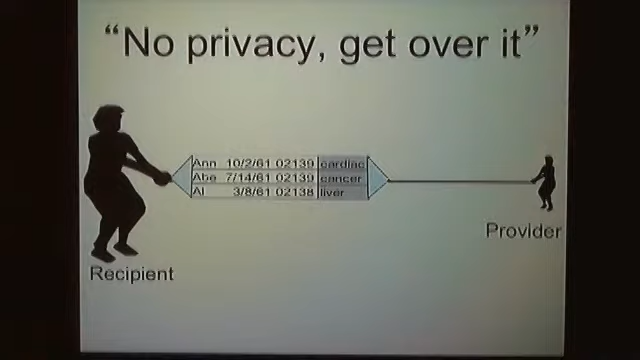 “No privacy, get over it”
Ann 10/2/61 02139 cardiac
Abe 7/14/61 02139 cancer
Al 3/8/61 02138 liver
Provider
Recipient